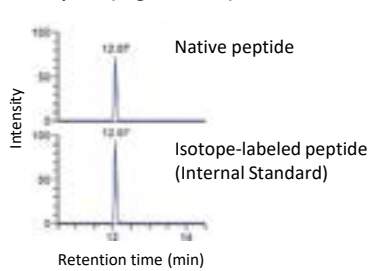 100
12.07
Native peptide
50
0
Intensity
100
12.07
Isotope-labeled peptide
(Internal Standard)
50
0
12
14
Retention time (min)